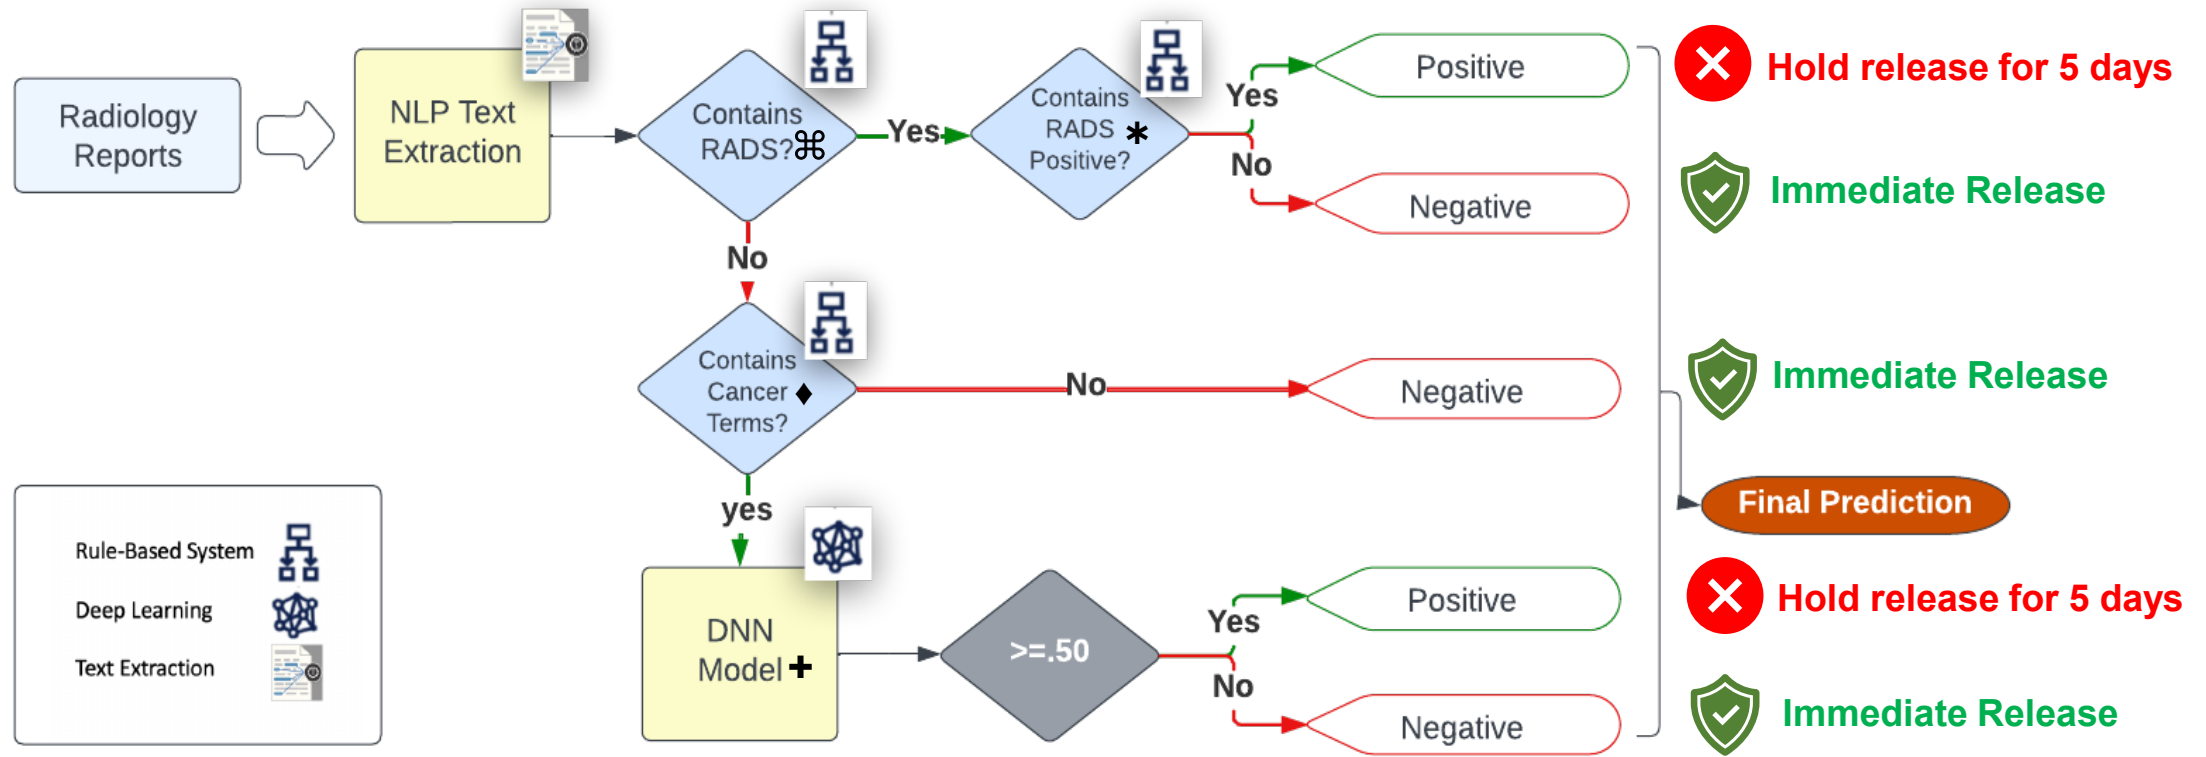 Radiology
Reports
NLP Text
Extraction
Contains
RADS?⌘
Yes
Contains
RADS ∗
Positive?
Yes
No
Positive
Negative
Hold release for 5 days
Immediate Release
No
Contains
Cancer ♦
Terms?
No
Negative
Immediate Release
yes
DNN
Model +
>=.50
Yes
No
Positive
Negative
Final Prediction
Hold release for 5 days
Immediate Release
Rule-Based System
Deep Learning
Text Extraction